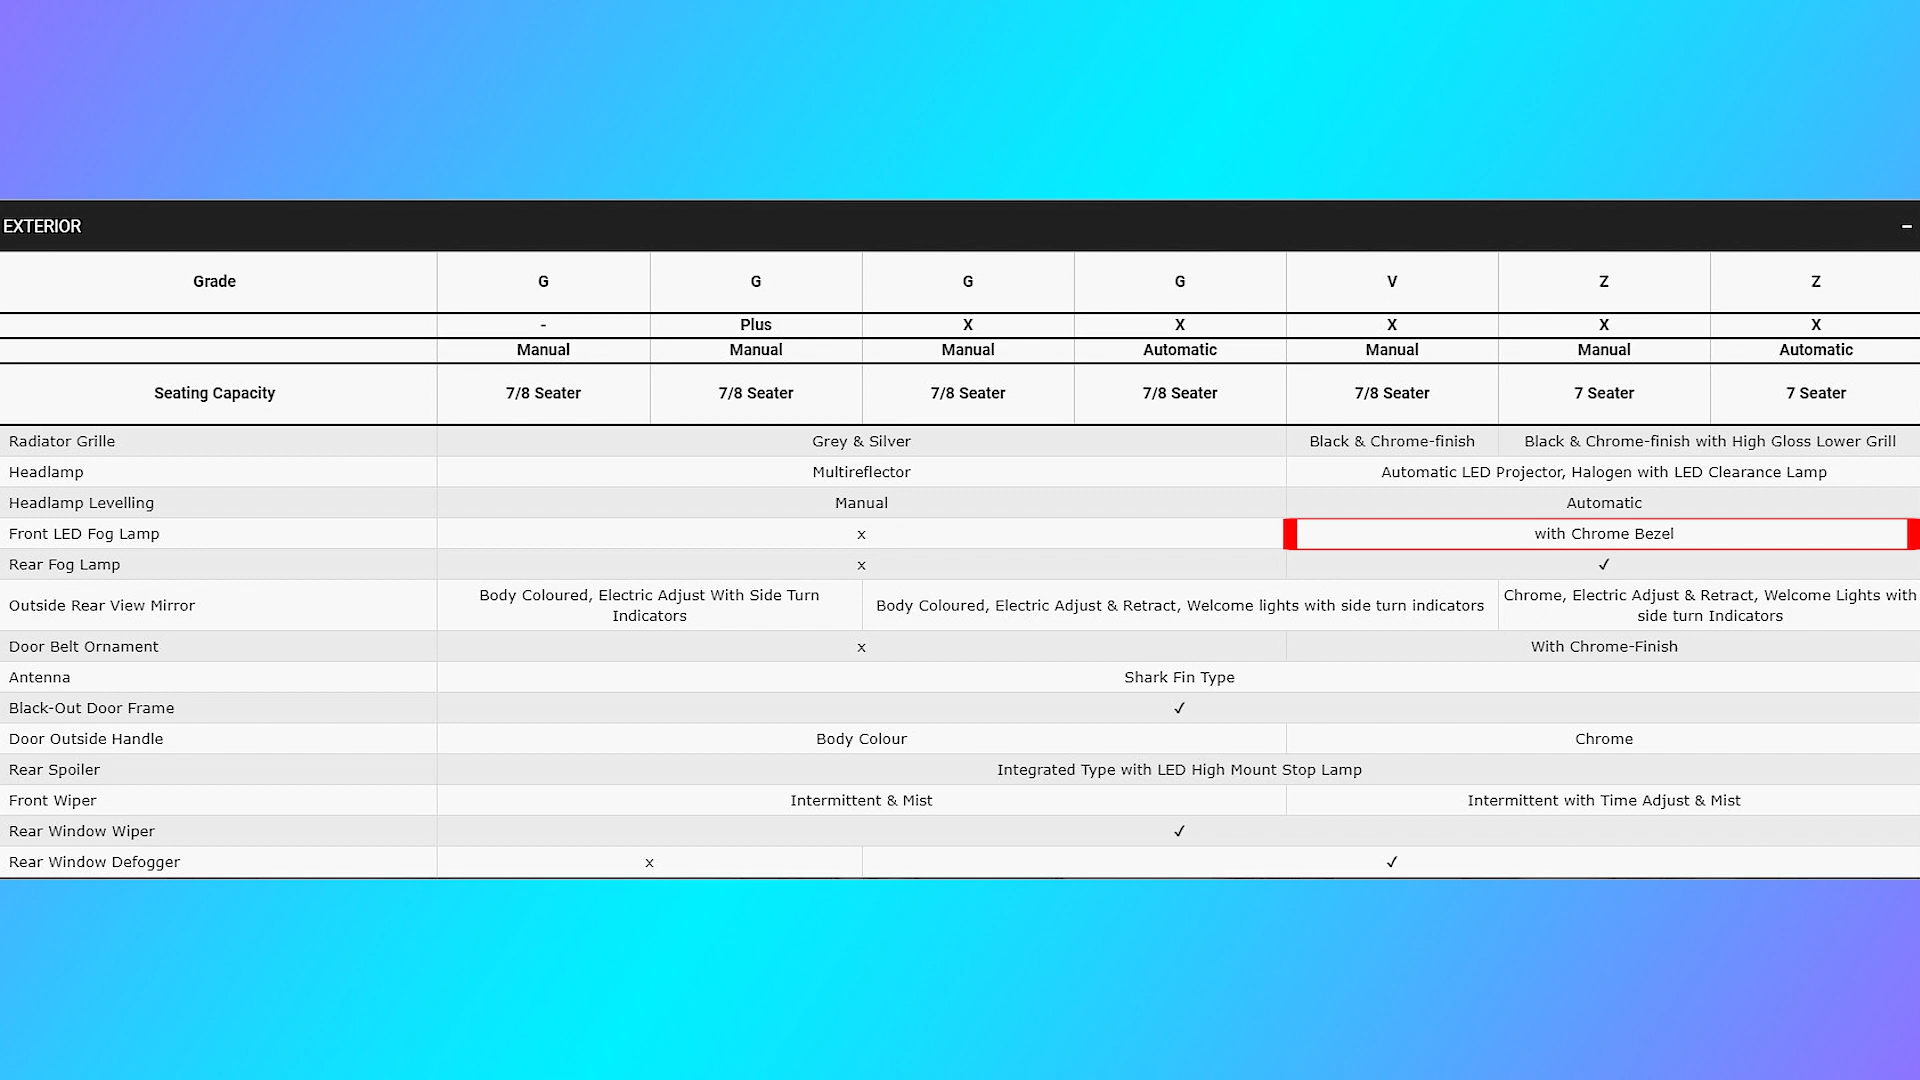 EXTERIOR –
Grade G G G G V Z Z
- Plus X X X X X
Manual Manual Manual Automatic Manual Manual Automatic
Seating Capacity 7/8 Seater 7/8 Seater 7/8 Seater 7/8 Seater 7/8 Seater 7 Seater 7 Seater
Radiator Grille Grey & Silver Black & Chrome-finish Black & Chrome-finish with High Gloss Lower Grill
Headlamp Multireflector Automatic LED Projector, Halogen with LED Clearance Lamp
Headlamp Levelling Manual Automatic
Front LED Fog Lamp x with Chrome Bezel
Rear Fog Lamp x ✓
Outside Rear View Mirror Body Coloured, Electric Adjust With Side Turn
Indicators Body Coloured, Electric Adjust & Retract, Welcome lights with side turn indicators Chrome, Electric Adjust & Retract, Welcome Lights with
side turn Indicators
Door Belt Ornament x With Chrome-Finish
Antenna Shark Fin Type
Black-Out Door Frame ✓
Door Outside Handle Body Colour Chrome
Rear Spoiler Integrated Type with LED High Mount Stop Lamp
Front Wiper Intermittent & Mist Intermittent with Time Adjust & Mist
Rear Window Wiper ✓
Rear Window Defogger x ✓